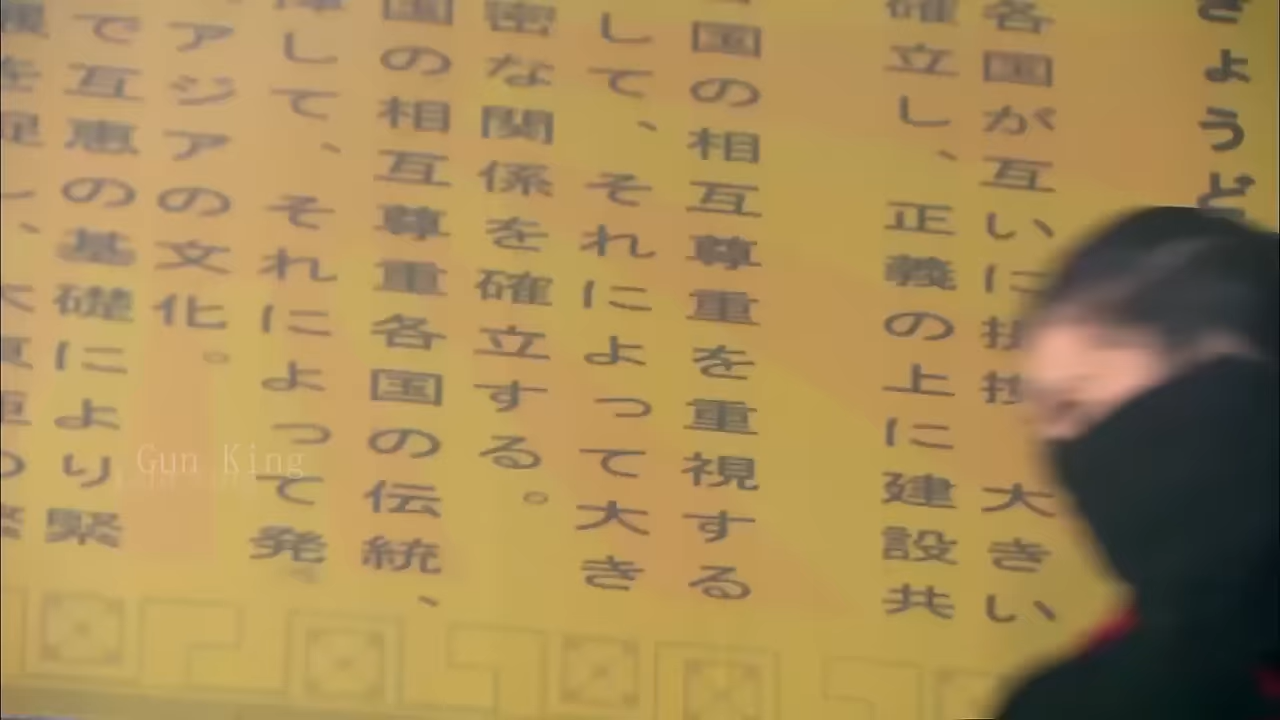 ぎょうど
各国が互いに扶 大きい
確立し、正義の上に建設共
国の相互尊重を重視する
して、それによって大き
密な関係を確立する。
国の相互尊重各国の伝統、
して、それによって発
アジアの文化。
で互恵の基礎により緊
Gun King